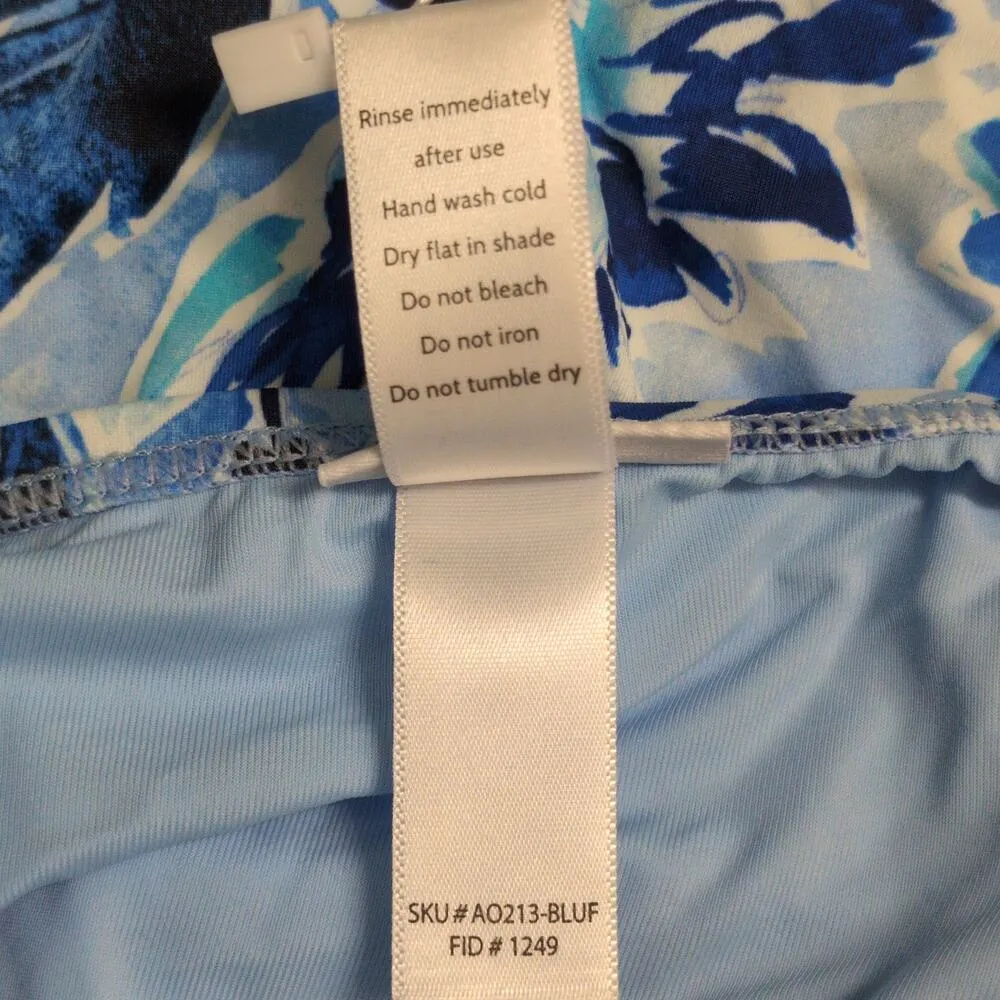 Rinse immediately
after use
Hand wash cold
Dry flat in shade
Do not bleach
Do not iron
Do not tumble dry
SKU # AO213-BLUF
FID # 1249